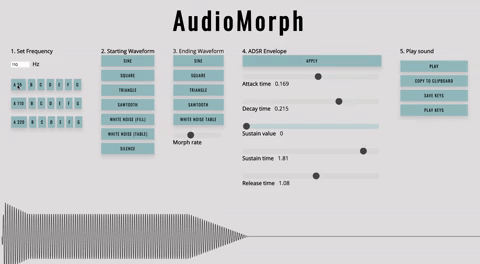 AudioMorph
1. Set Frequency
110 Hz
A 55 B C D E F G
A 110 B C D E F G
A 220 B C D E F G
2. Starting Waveform
SINE
SQUARE
TRIANGLE
SAWTOOTH
WHITE NOISE (FILL)
WHITE NOISE (TABLE)
SILENCE
3. Ending Waveform
SINE
SQUARE
TRIANGLE
SAWTOOTH
WHITE NOISE TABLE
Morph rate
4. ADSR Envelope
APPLY
Attack time 0.169
Decay time 0.215
Sustain value 0
Sustain time 1.81
Release time 1.08
5. Play sound
PLAY
COPY TO CLIPBOARD
SAVE KEYS
PLAY KEYS